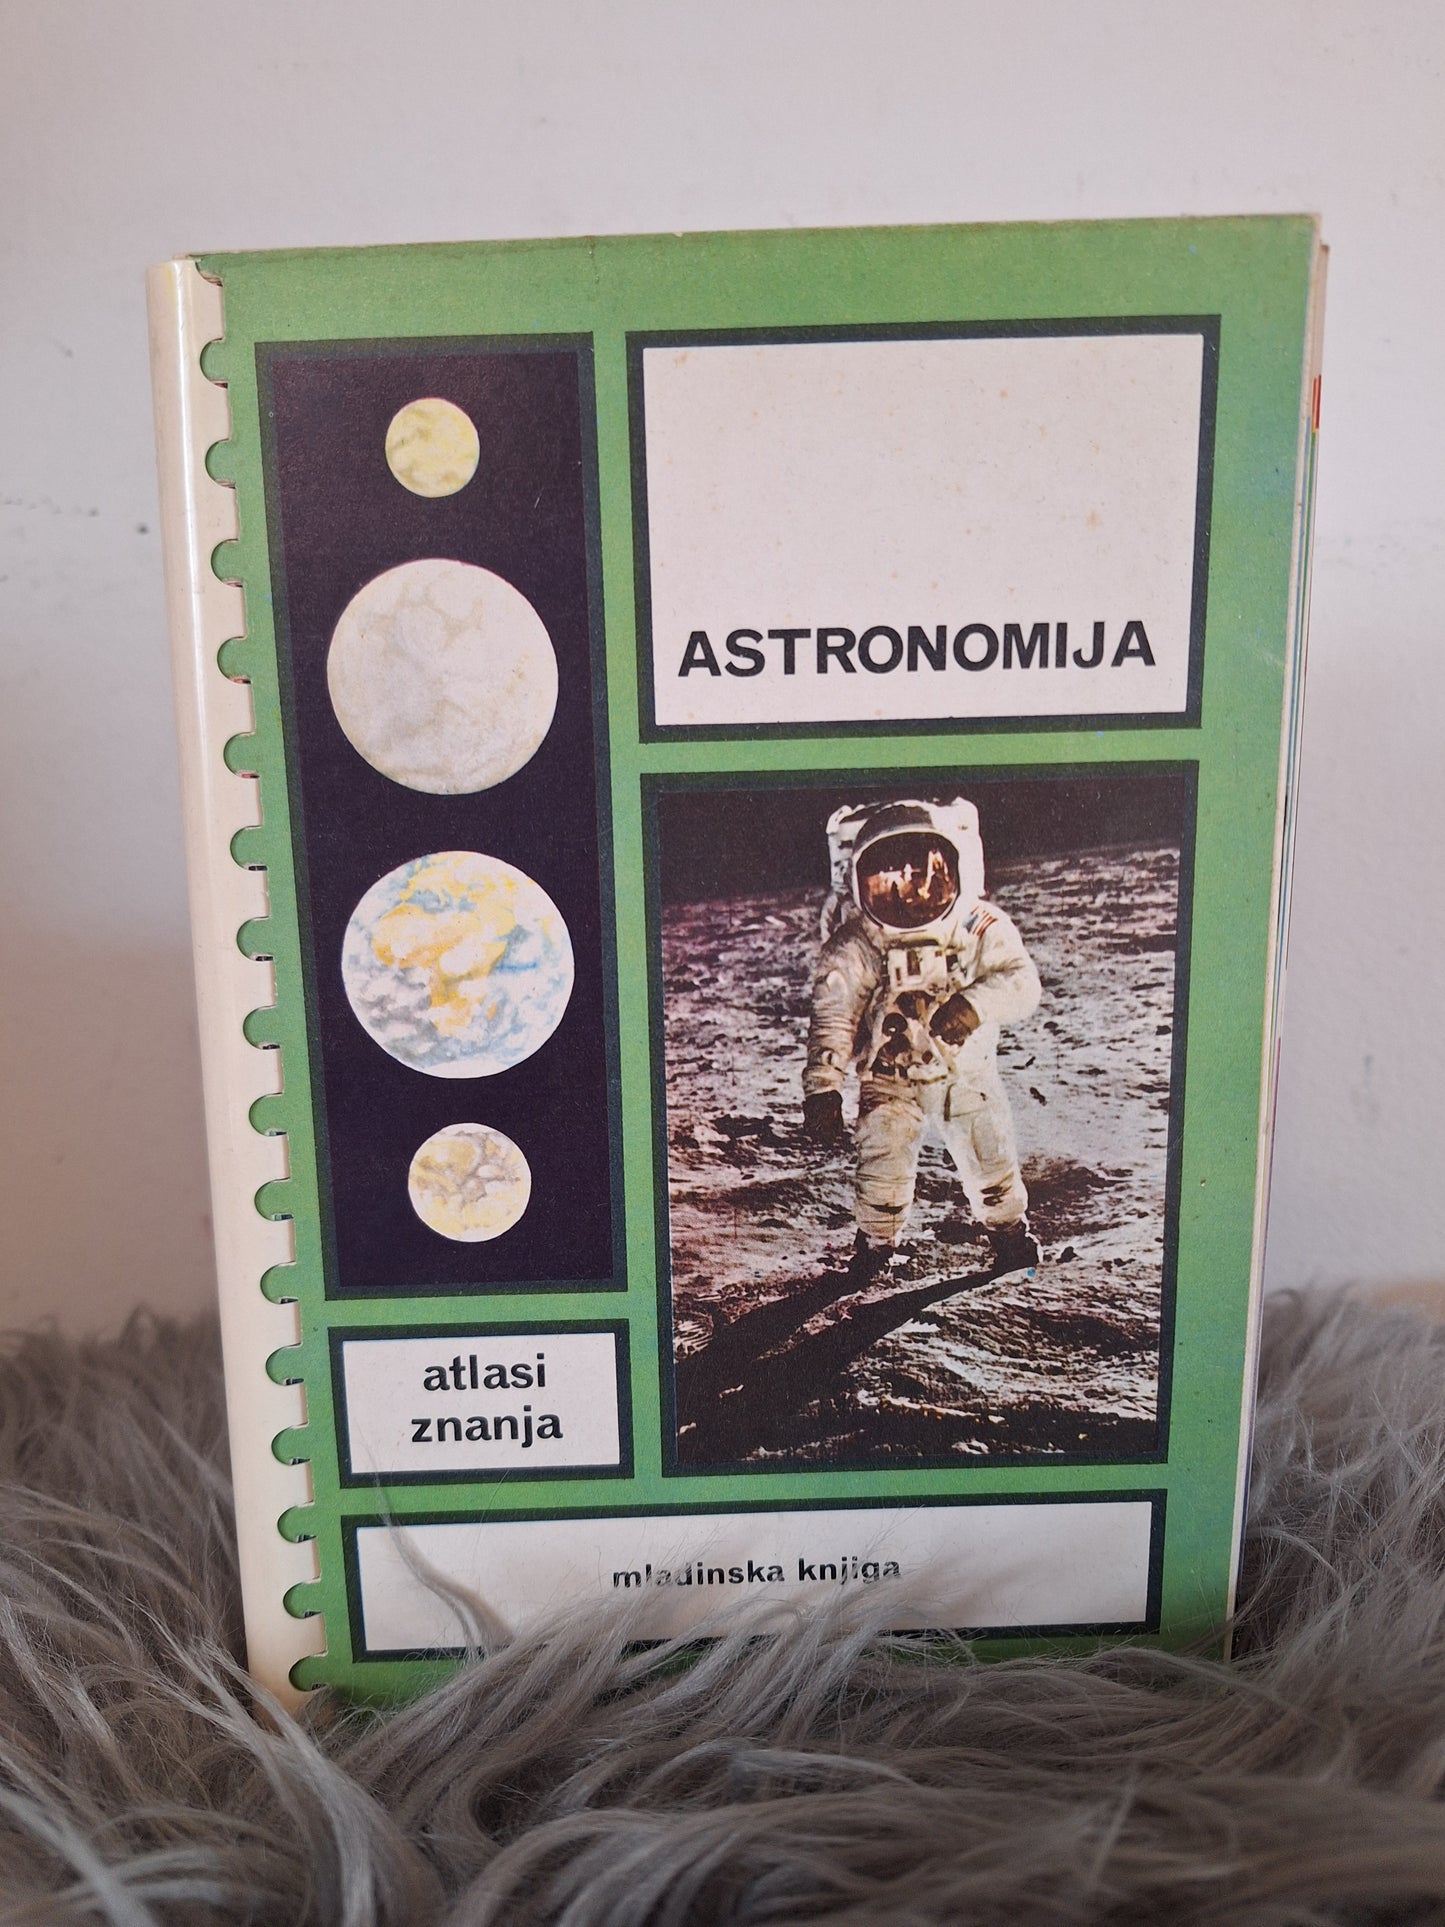 ASTRONOMIJA
atlasi
znanja
mladinska knjiga